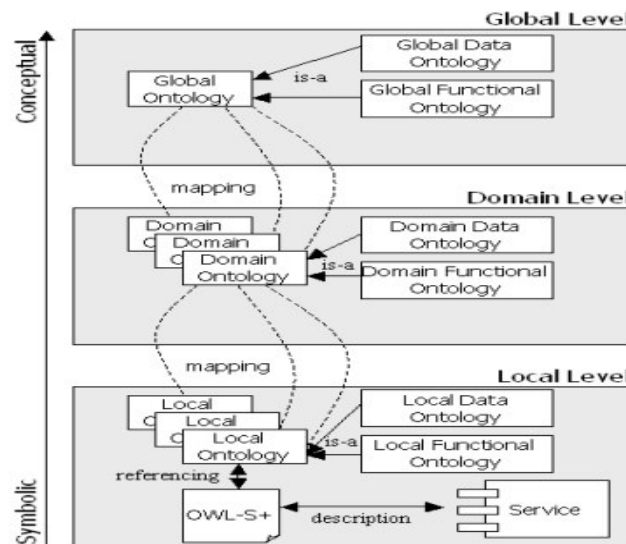 Global Level
Conceptual
Global Data
Ontology
Global
Ontology
is-a
Global Functional
Ontology
mapping
Domain Level
Domain
Domain
Domain
Ontology
Domain Data
Ontology
is-a
Domain Functional
Ontology
mapping
Local Level
Local
Local
Local
Ontology
Local Data
Ontology
is-a
Local Functional
Ontology
referencing
OWL-S+
description
Service
Symbolic